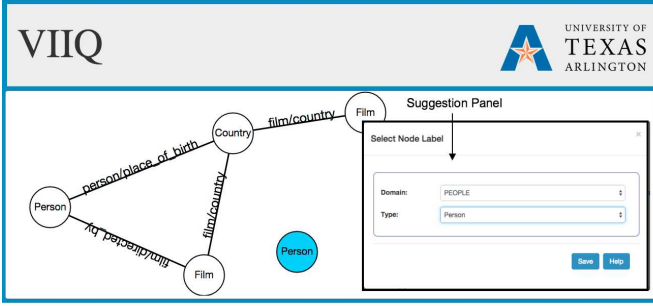 VIIQ
UNIVERSITY OF
TEXAS
ARLINGTON
Suggestion Panel
Film
film/country
Country
Select Node Label
×
person/place_of_birth
film/country
Domain:
PEOPLE
Type:
Person
Person
film/directed_by
Person
Film
Save
Help